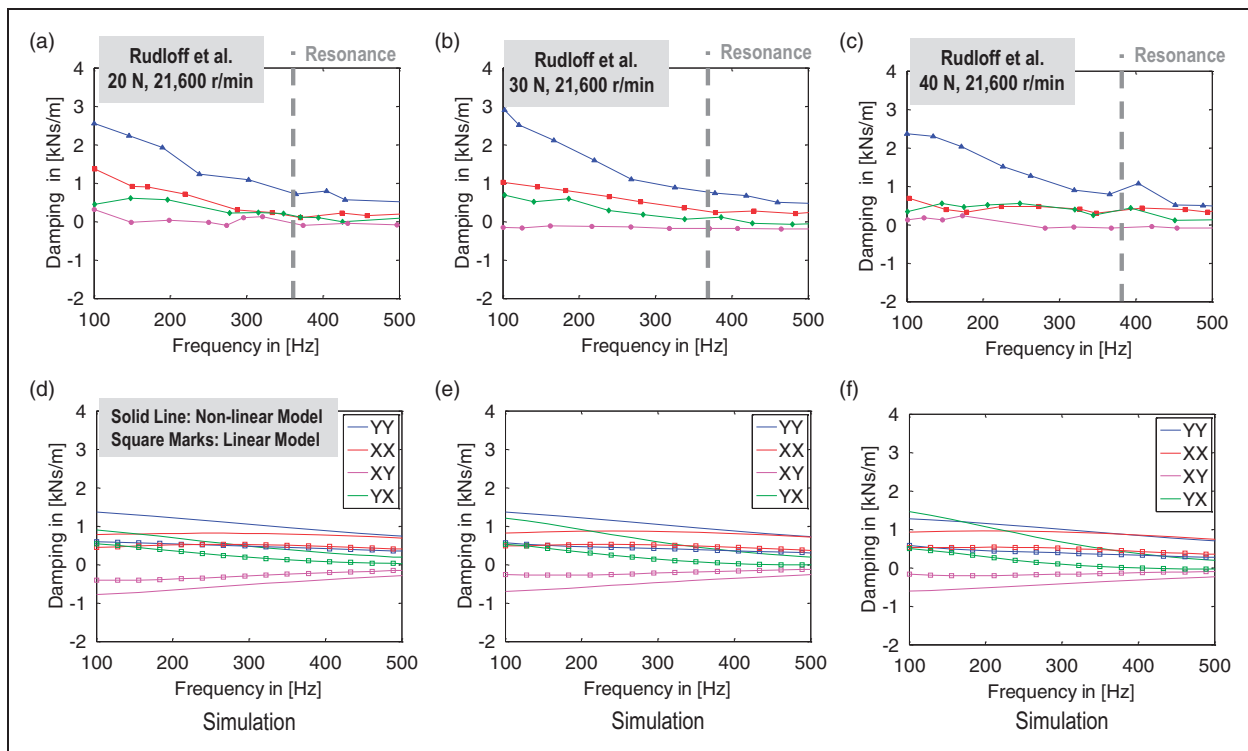 (a)
Rudloff et al.
20 N, 21,600 r/min
Resonance
4
3
2
1
0
-1
-2
100
200
300
400
500
Damping in [kNs/m]
Frequency in [Hz]
(b)
Rudloff et al.
30 N, 21,600 r/min
Resonance
4
3
2
1
0
-1
-2
100
200
300
400
500
Damping in [kNs/m]
Frequency in [Hz]
(c)
Rudloff et al.
40 N, 21,600 r/min
Resonance
4
3
2
1
0
-1
-2
100
200
300
400
500
Damping in [kNs/m]
Frequency in [Hz]
(d)
Solid Line: Non-linear Model
Square Marks: Linear Model
YY
XX
XY
YX
4
3
2
1
0
-1
-2
100
200
300
400
500
Damping in [kNs/m]
Frequency in [Hz]
Simulation
(e)
YY
XX
XY
YX
4
3
2
1
0
-1
-2
100
200
300
400
500
Damping in [kNs/m]
Frequency in [Hz]
Simulation
(f)
YY
XX
XY
YX
4
3
2
1
0
-1
-2
100
200
300
400
500
Damping in [kNs/m]
Frequency in [Hz]
Simulation